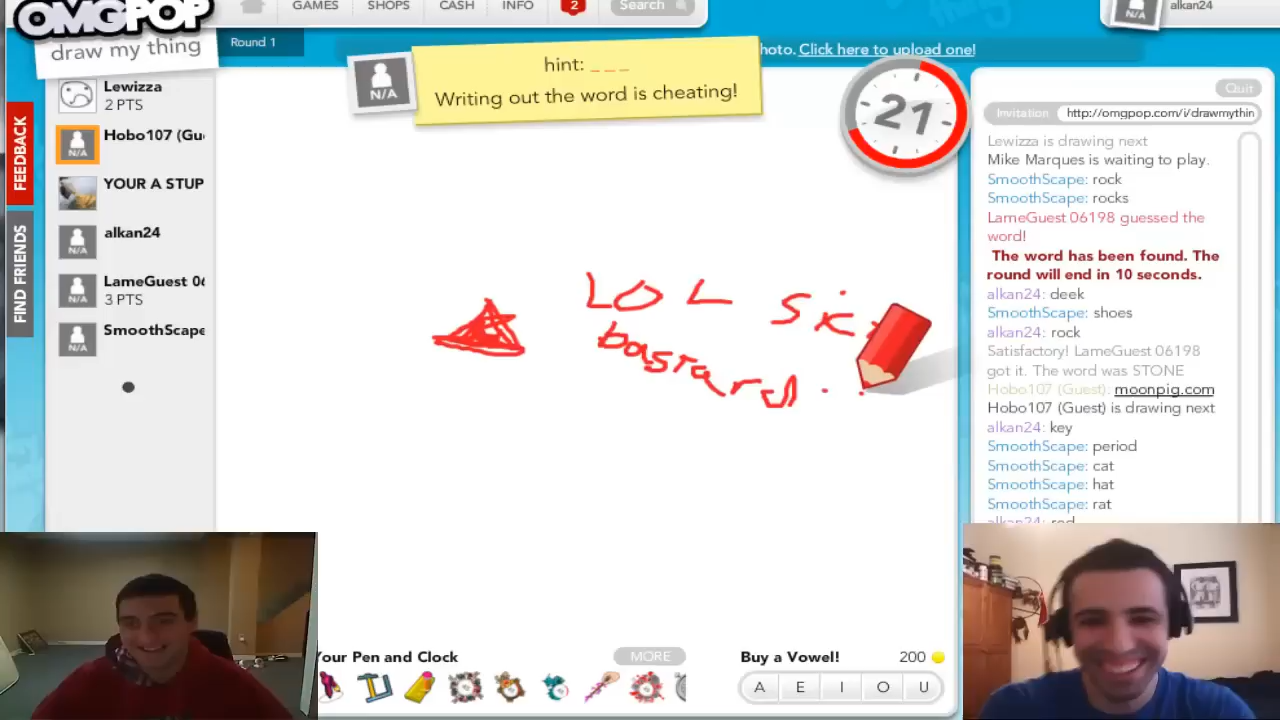 OMGPOP
GAMES SHOPS CASH INFO 2 Search
alkan24
N/A
draw my thing
Round 1
hoto. Click here to upload one!
hint: _ _ _
Writing out the word is cheating!
N/A
21
Quit
Invitation http://omgpop.com/i/drawmythin
FEEDBACK
FIND FRIENDS
Lewizza
2 PTS
Hobo107 (Gu
N/A
YOUR A STUP
alkan24
N/A
LameGuest 06
3 PTS
N/A
SmoothScape
N/A
Lewizza is drawing next
Mike Marques is waiting to play.
SmoothScape: rock
SmoothScape: rocks
LameGuest 06198 guessed the
word!
The word has been found. The
round will end in 10 seconds.
alkan24: deek
SmoothScape: shoes
alkan24: rock
Satisfactory! LameGuest 06198
got it. The word was STONE
Hobo107 (Guest): moonpig.com
Hobo107 (Guest) is drawing next
alkan24: key
SmoothScape: period
SmoothScape: cat
SmoothScape: hat
SmoothScape: rat
alkan24: red
LOL
bastard
Your Pen and Clock
MORE
Buy a Vowel! 200
A E I O U